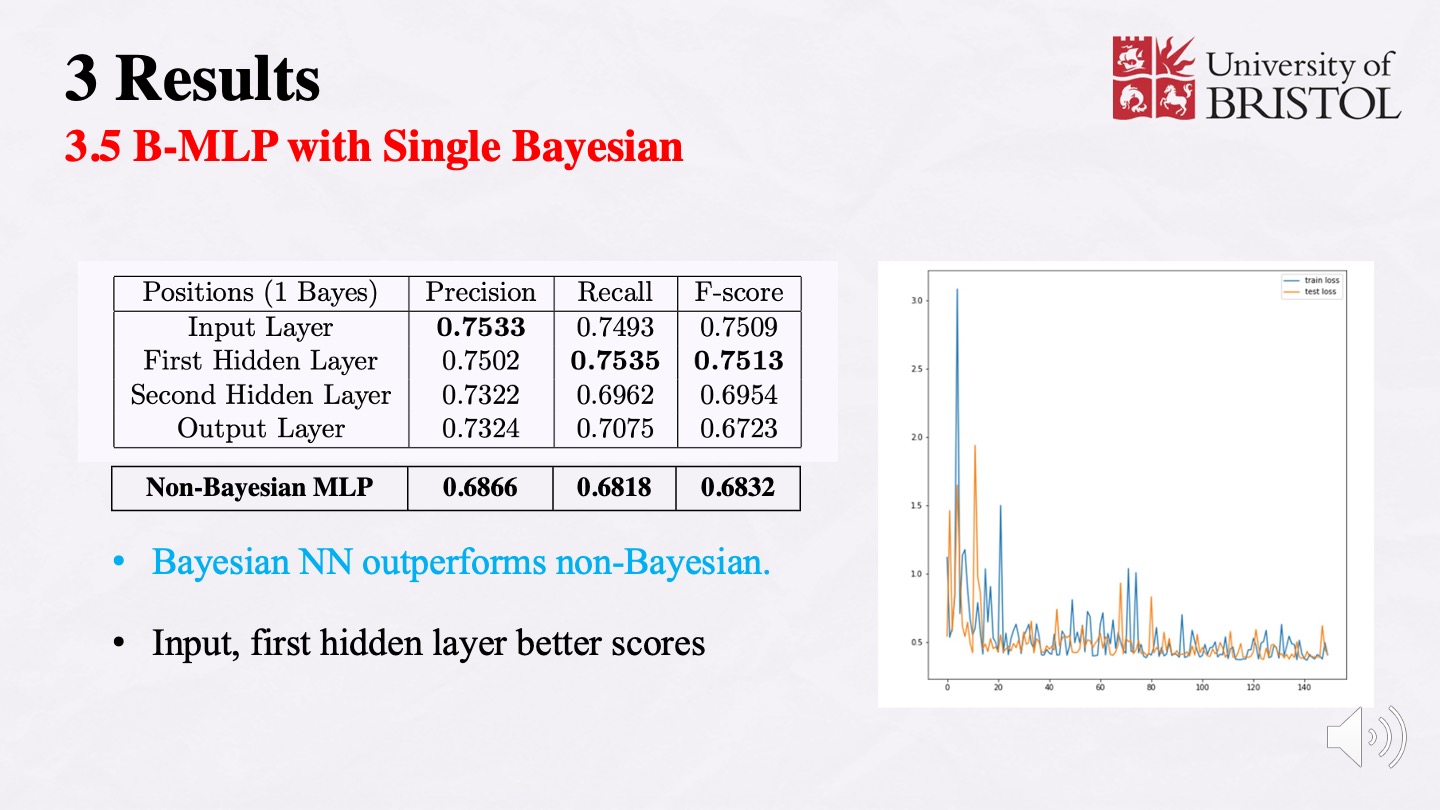 3 Results
3.5 B-MLP with Single Bayesian
University of
BRISTOL
Positions (1 Bayes) Precision Recall F-score
Input Layer 0.7533 0.7493 0.7509
First Hidden Layer 0.7502 0.7535 0.7513
Second Hidden Layer 0.7322 0.6962 0.6954
Output Layer 0.7324 0.7075 0.6723
Non-Bayesian MLP 0.6866 0.6818 0.6832
• Bayesian NN outperforms non-Bayesian.
• Input, first hidden layer better scores
train loss
test loss
3.0
2.5
2.0
1.5
1.0
0.5
0 20 40 60 80 100 120 140